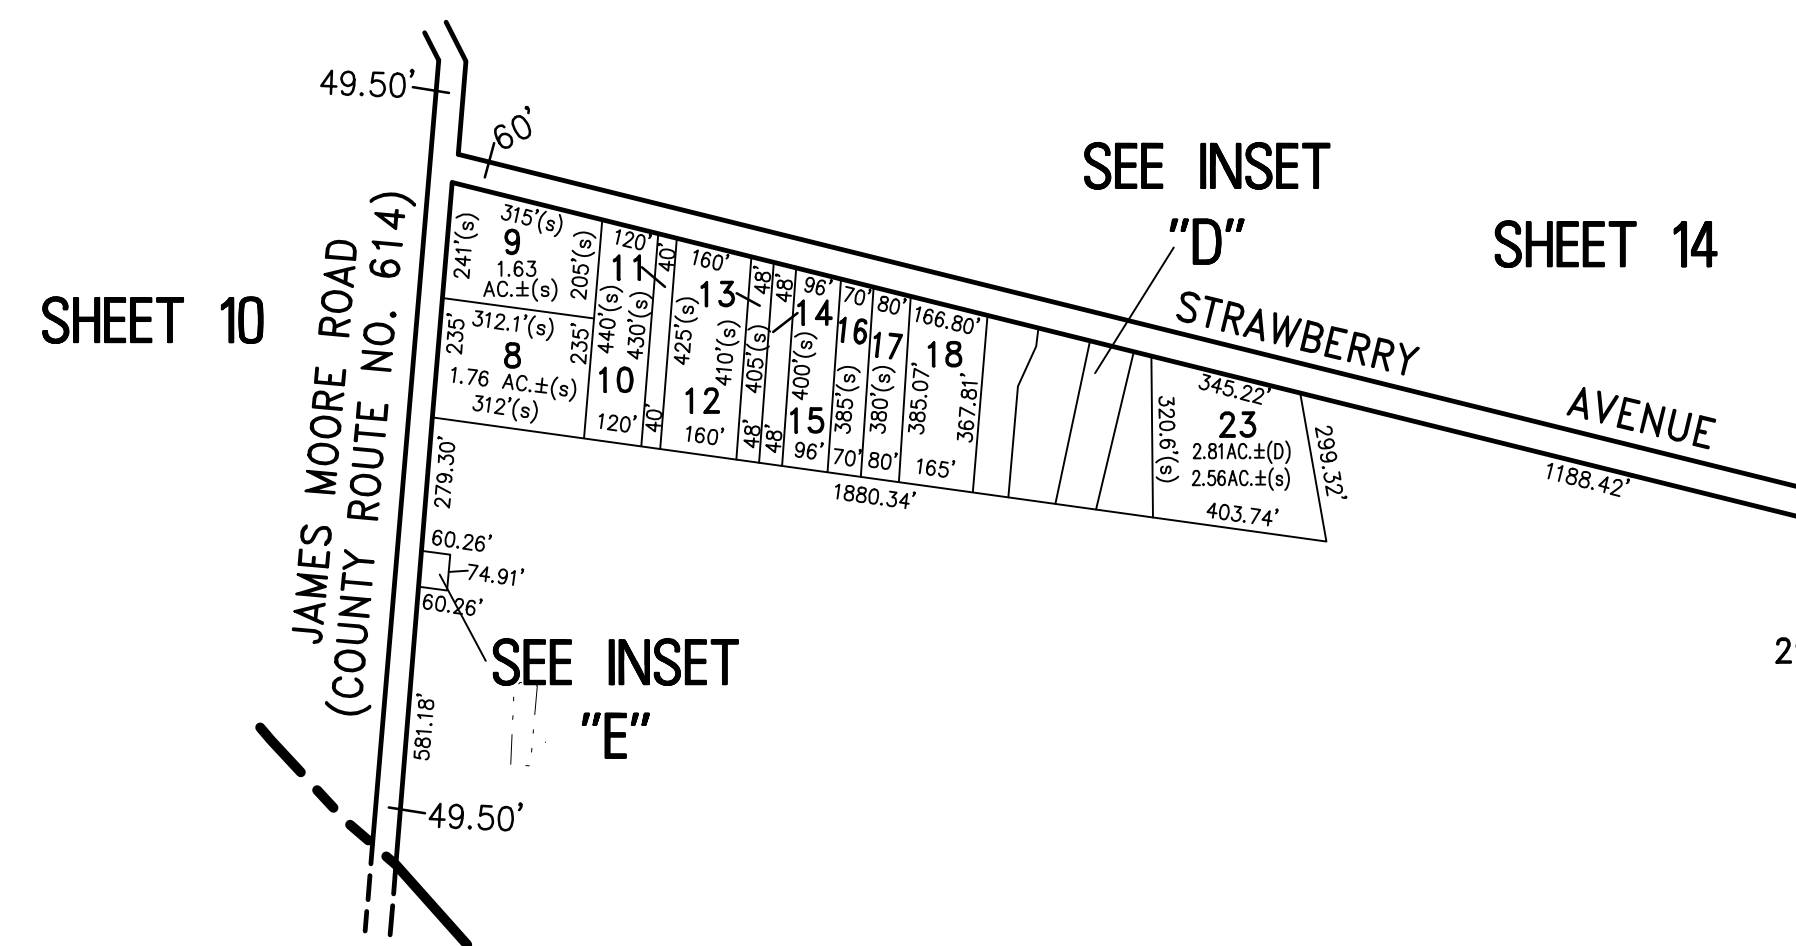 49.50'
60'
SEE INSET
"D"
SHEET 14
SHEET 10
JAMES MOORE ROAD
(COUNTY ROUTE NO. 614)
STRAWBERRY
AVENUE
315'(s)
241'(s)
9
1.63
AC.±(s)
205'(s)
312.1'(s)
235'
8
235'
1.76 AC.±(s)
312'(s)
120'
440'(s)
10
120'
11
40'
430'(s)
40'
160'
425'(s)
12
410'(s)
160'
13
48'
48'
405'(s)
48'
48'
14
96'
400'(s)
15
96'
70'
16
385'(s)
70'
80'
17
380'(s)
80'
166.80'
18
385.07'
367.81'
165'
345.22'
320.6'(s)
23
2.81AC.±(D)
2.56AC.±(s)
403.74'
299.32'
1188.42'
1880.34'
279.30'
60.26'
74.91'
60.26'
SEE INSET
"E"
581.18'
49.50'